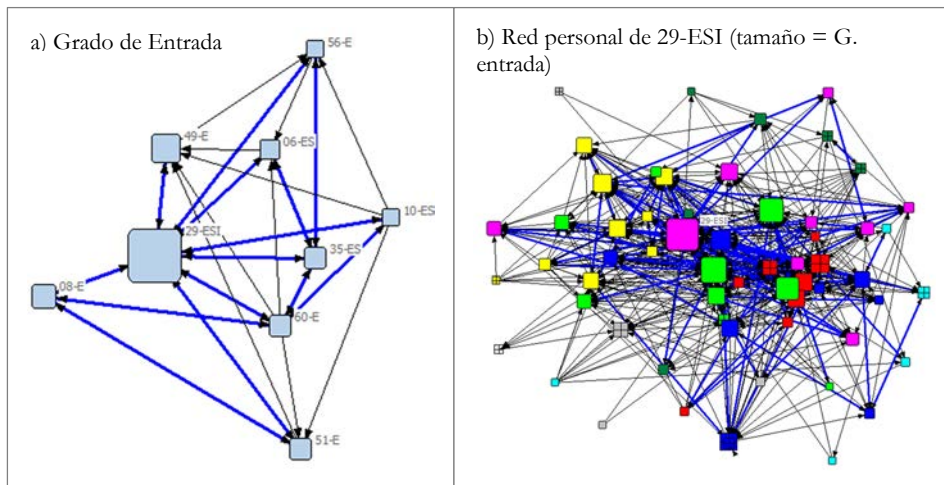 a) Grado de Entrada
56-E
49-E
06-ES
10-ES
29-ESI
35-ES
08-E
60-E
51-E
b) Red personal de 29-ESI (tamaño = G.
entrada)
29-ESI